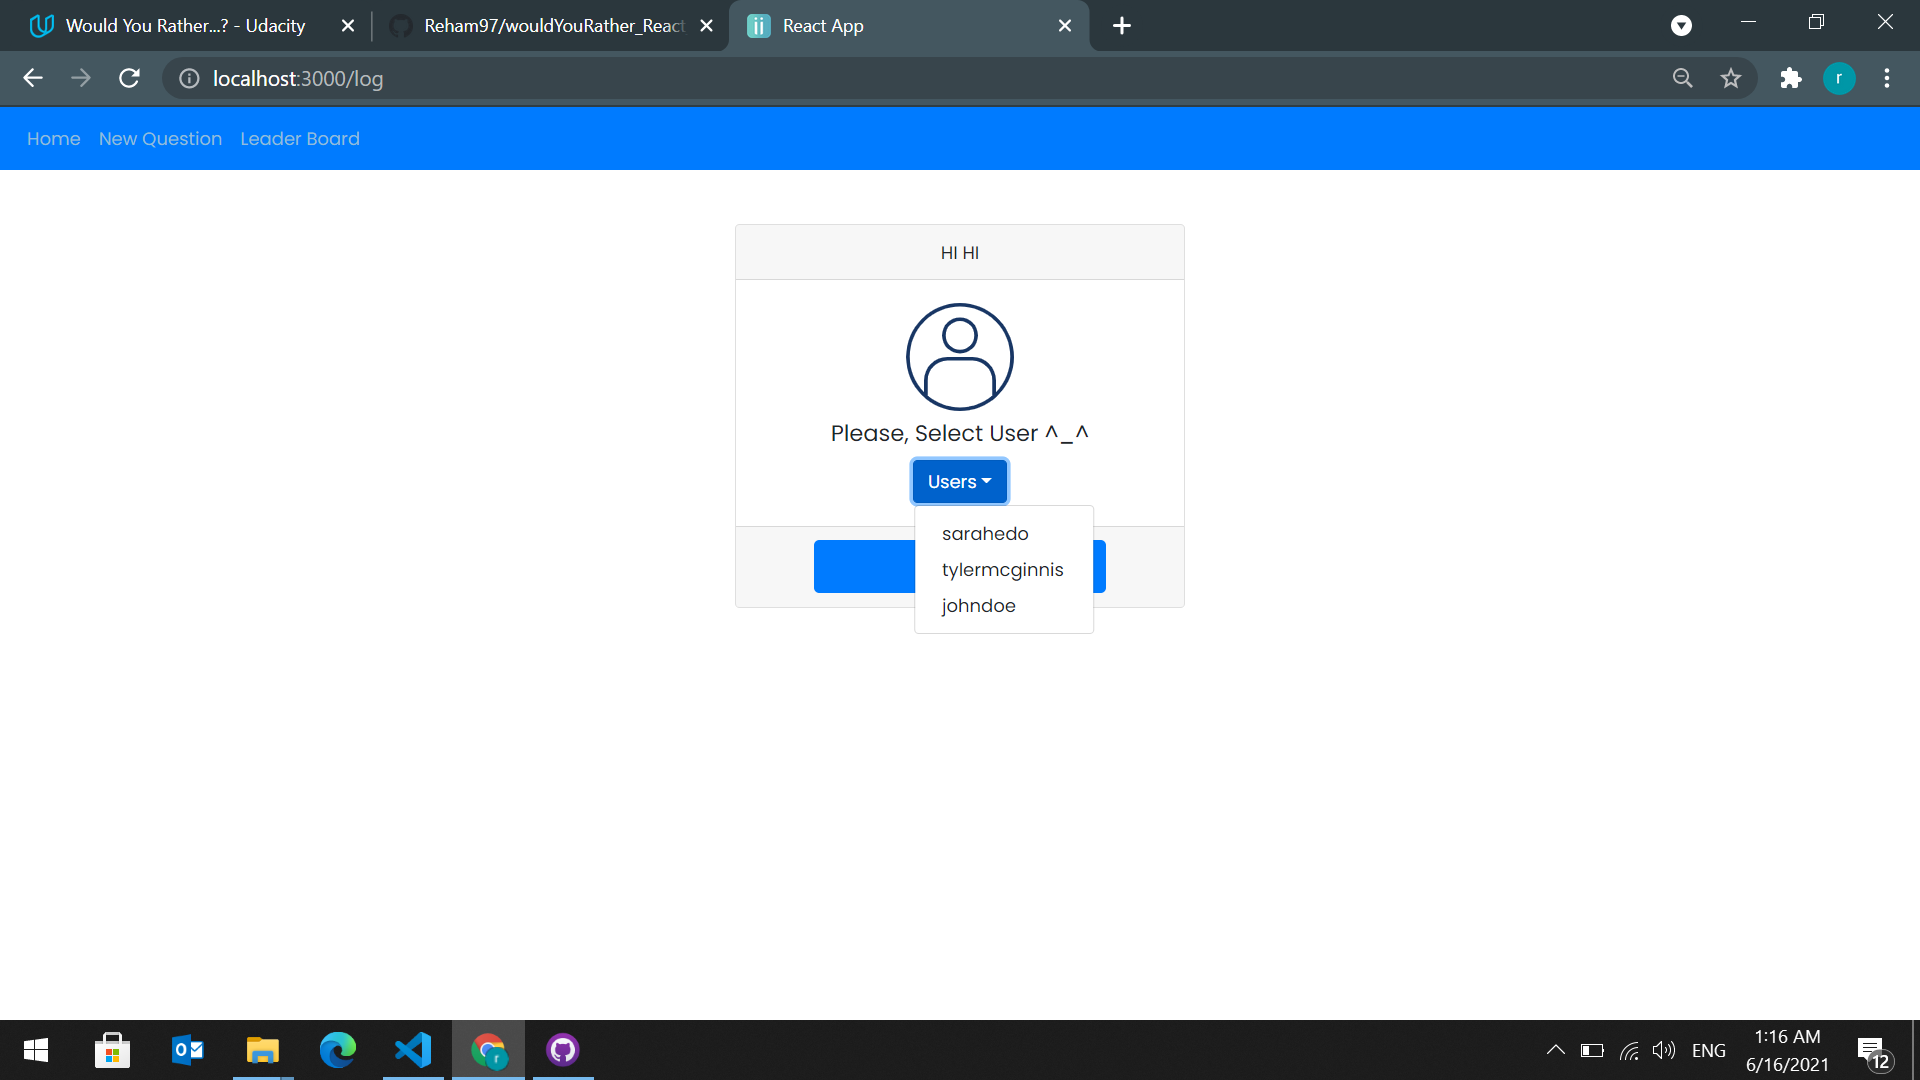 Would You Rather...? - Udacity
Reham97/wouldYouRather_React
React App
localhost:3000/log
r
Home New Question Leader Board
HI HI
Please, Select User ^_^
Users
sarahedo
tylermcginnis
johndoe
r
ENG
1:16 AM
6/16/2021
12